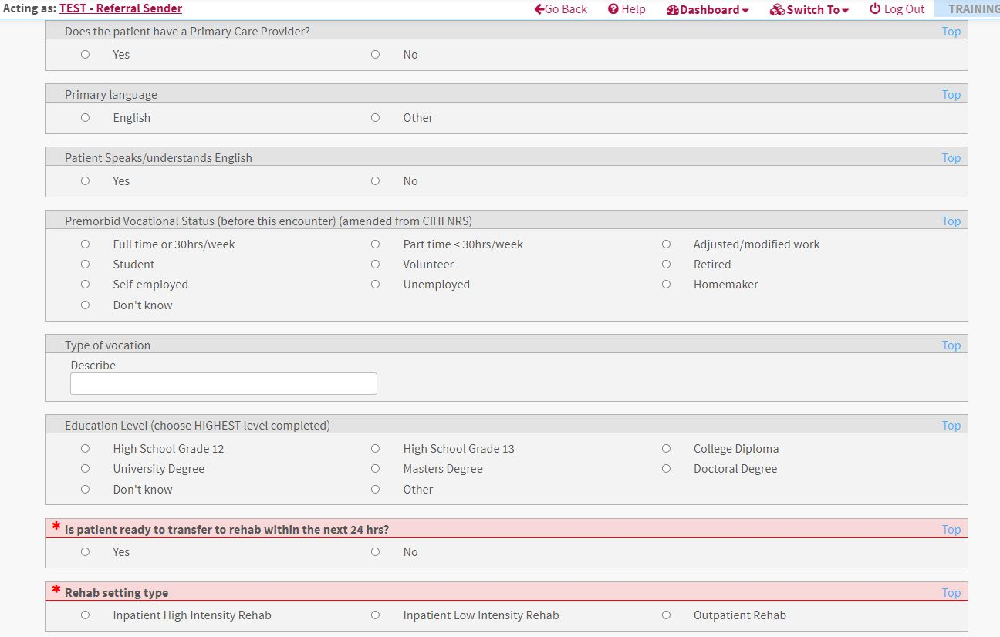 Acting as: TEST - Referral Sender Go Back Help Dashboard Switch To Log Out TRAINING
Does the patient have a Primary Care Provider? Top
Yes No
Primary language Top
English Other
Patient Speaks/understands English Top
Yes No
Premorbid Vocational Status (before this encounter) (amended from CIHI NRS) Top
Full time or 30hrs/week Part time < 30hrs/week Adjusted/modified work
Student Volunteer Retired
Self-employed Unemployed Homemaker
Don't know
Type of vocation Top
Describe
Education Level (choose HIGHEST level completed) Top
High School Grade 12 High School Grade 13 College Diploma
University Degree Masters Degree Doctoral Degree
Don't know Other
* Is patient ready to transfer to rehab within the next 24 hrs? Top
Yes No
* Rehab setting type Top
Inpatient High Intensity Rehab Inpatient Low Intensity Rehab Outpatient Rehab